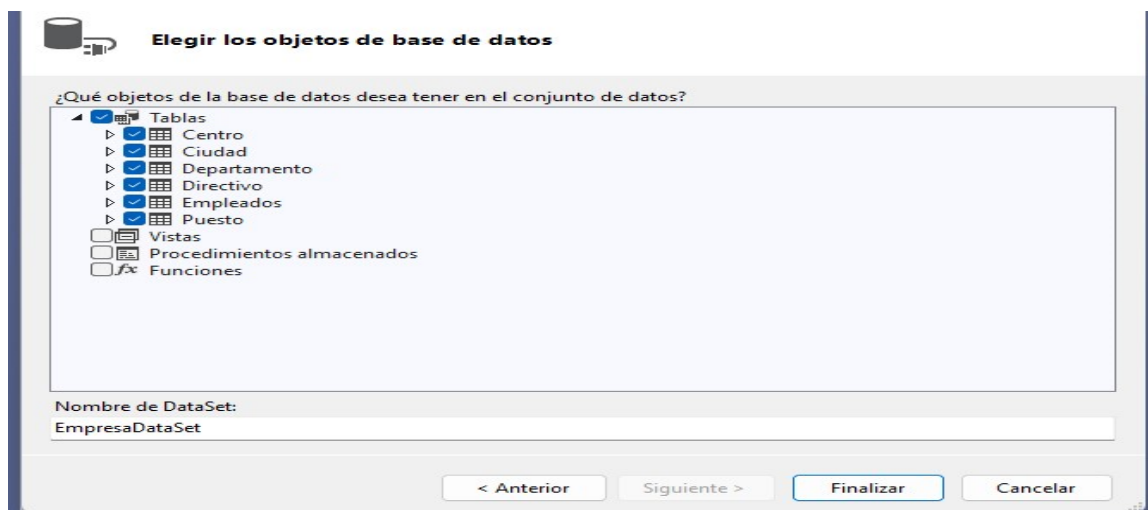 Elegir los objetos de base de datos
¿Qué objetos de la base de datos desea tener en el conjunto de datos?
Tablas
Centro
Ciudad
Departamento
Directivo
Empleados
Puesto
Vistas
Procedimientos almacenados
fx Funciones
Nombre de DataSet:
EmpresaDataSet
< Anterior Siguiente > Finalizar Cancelar